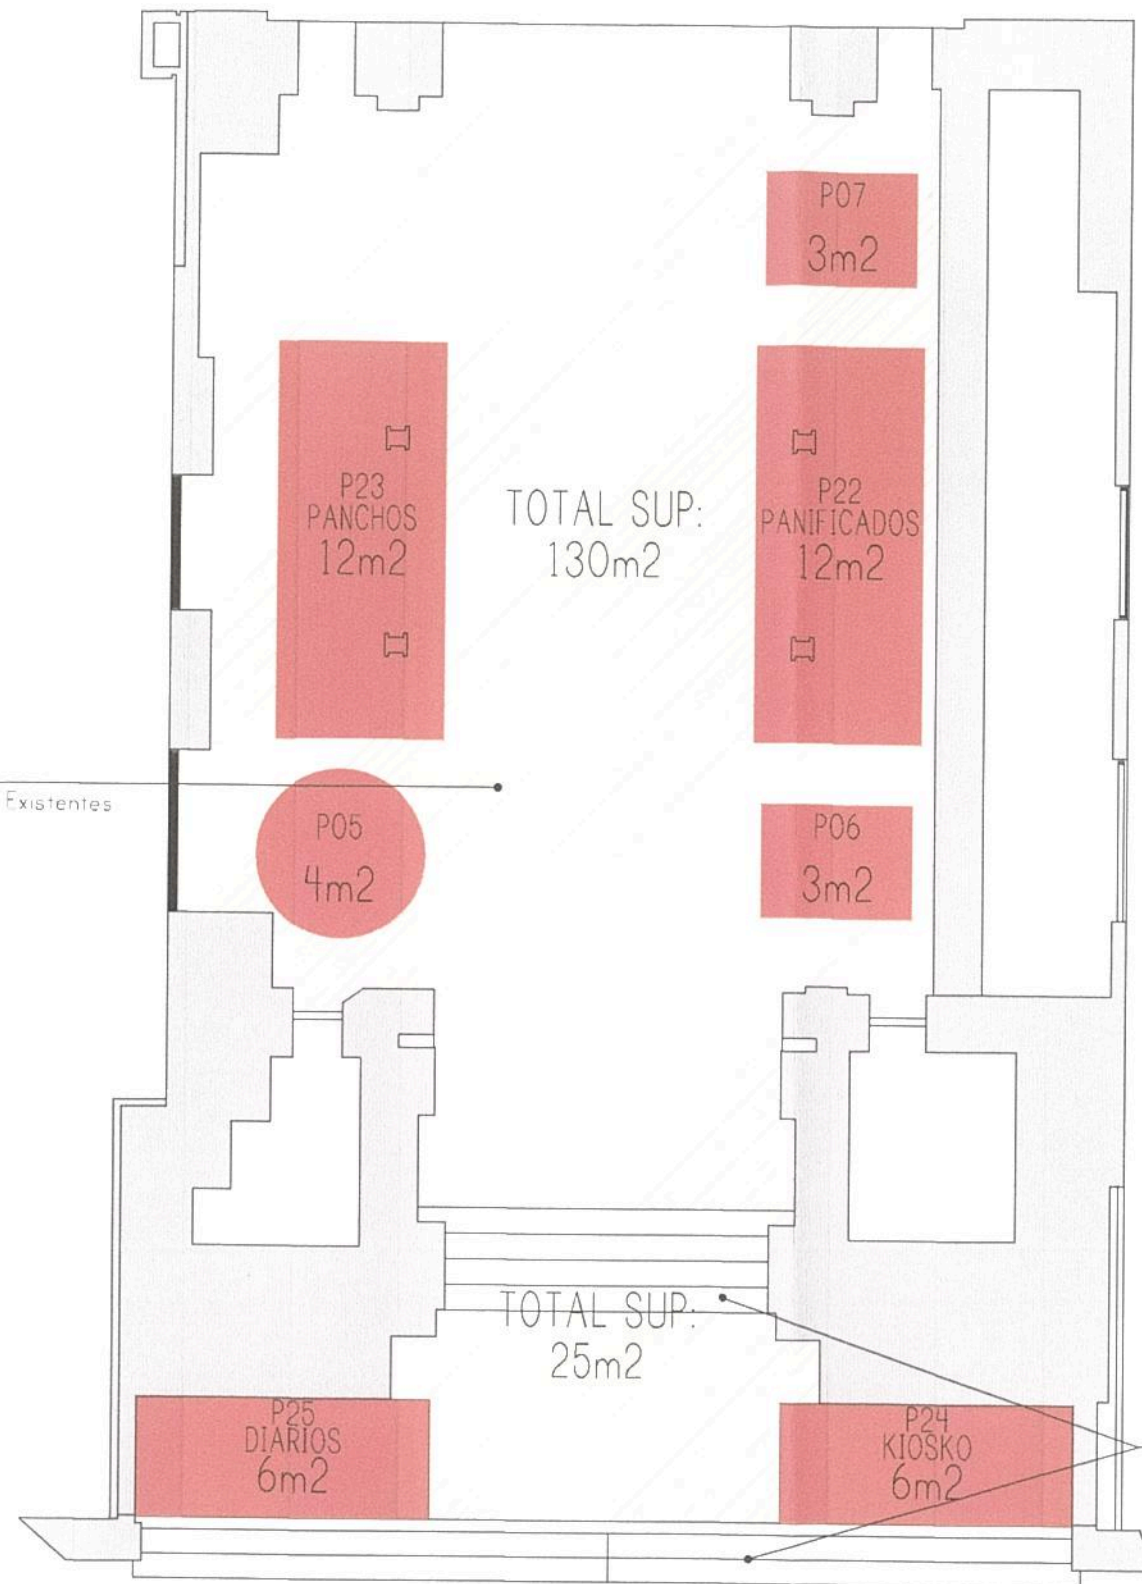 P07
3m2
P23
PANCHOS
12m2
TOTAL SUP:
130m2
P22
PANIFICADOS
12m2
Existentes
P05
4m2
P06
3m2
TOTAL SUP:
25m2
P25
DIARIOS
6m2
P24
KIOSKO
6m2